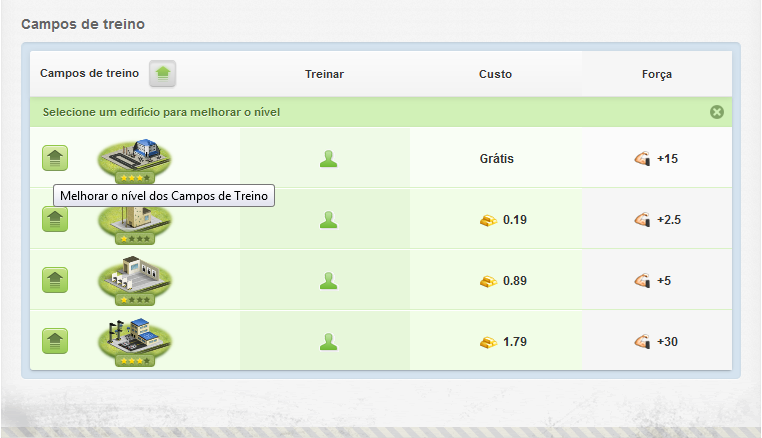 Campos de treino
Campos de treino Treinar Custo Força
Selecione um edifício para melhorar o nível
Grátis +15
Melhorar o nível dos Campos de Treino
0.19 +2.5
0.89 +5
1.79 +30